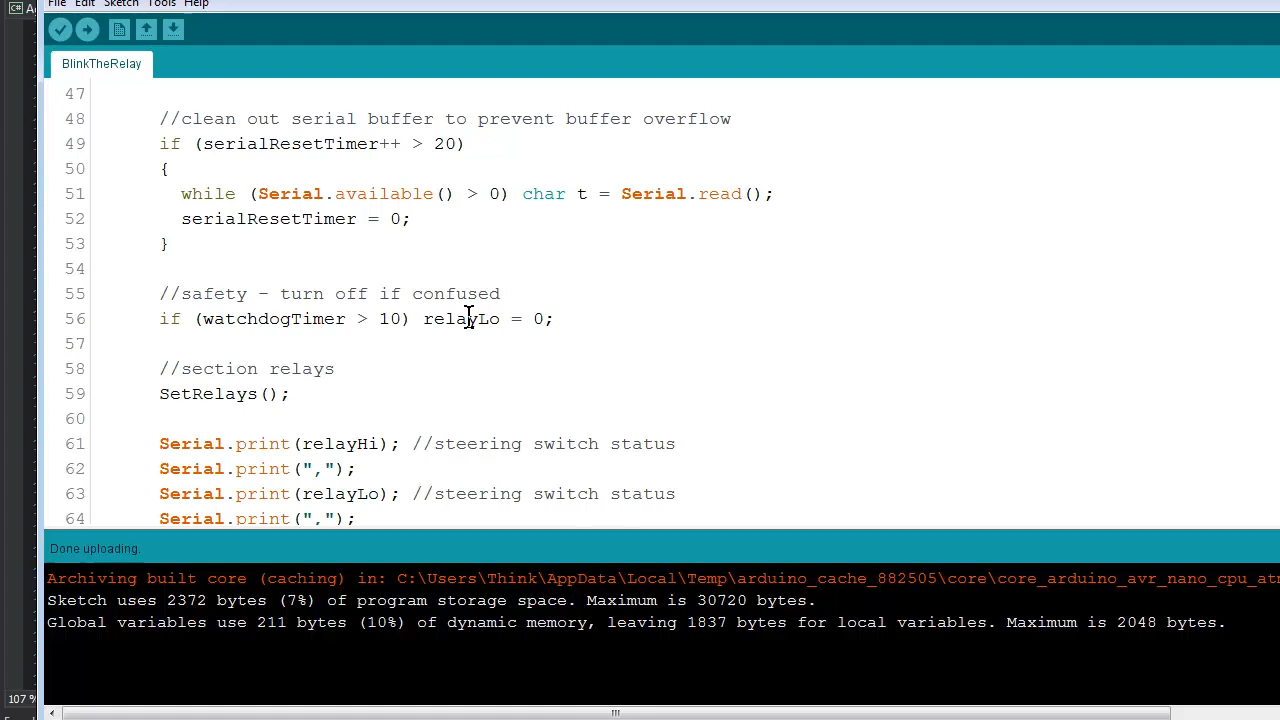 File Edit Sketch Tools Help
BlinkTheRelay
47
48 //clean out serial buffer to prevent buffer overflow
49 if (serialResetTimer++ > 20)
50 {
51 while (Serial.available() > 0) char t = Serial.read();
52 serialResetTimer = 0;
53 }
54
55 //safety - turn off if confused
56 if (watchdogTimer > 10) relayLo = 0;
57
58 //section relays
59 SetRelays();
60
61 Serial.print(relayHi); //steering switch status
62 Serial.print(",");
63 Serial.print(relayLo); //steering switch status
64 Serial.print(",");
Done uploading.
Archiving built core (caching) in: C:\Users\Think\AppData\Local\Temp\arduino_cache_882505\core\core_arduino_avr_nano_cpu_atm
Sketch uses 2372 bytes (7%) of program storage space. Maximum is 30720 bytes.
Global variables use 211 bytes (10%) of dynamic memory, leaving 1837 bytes for local variables. Maximum is 2048 bytes.
107 %